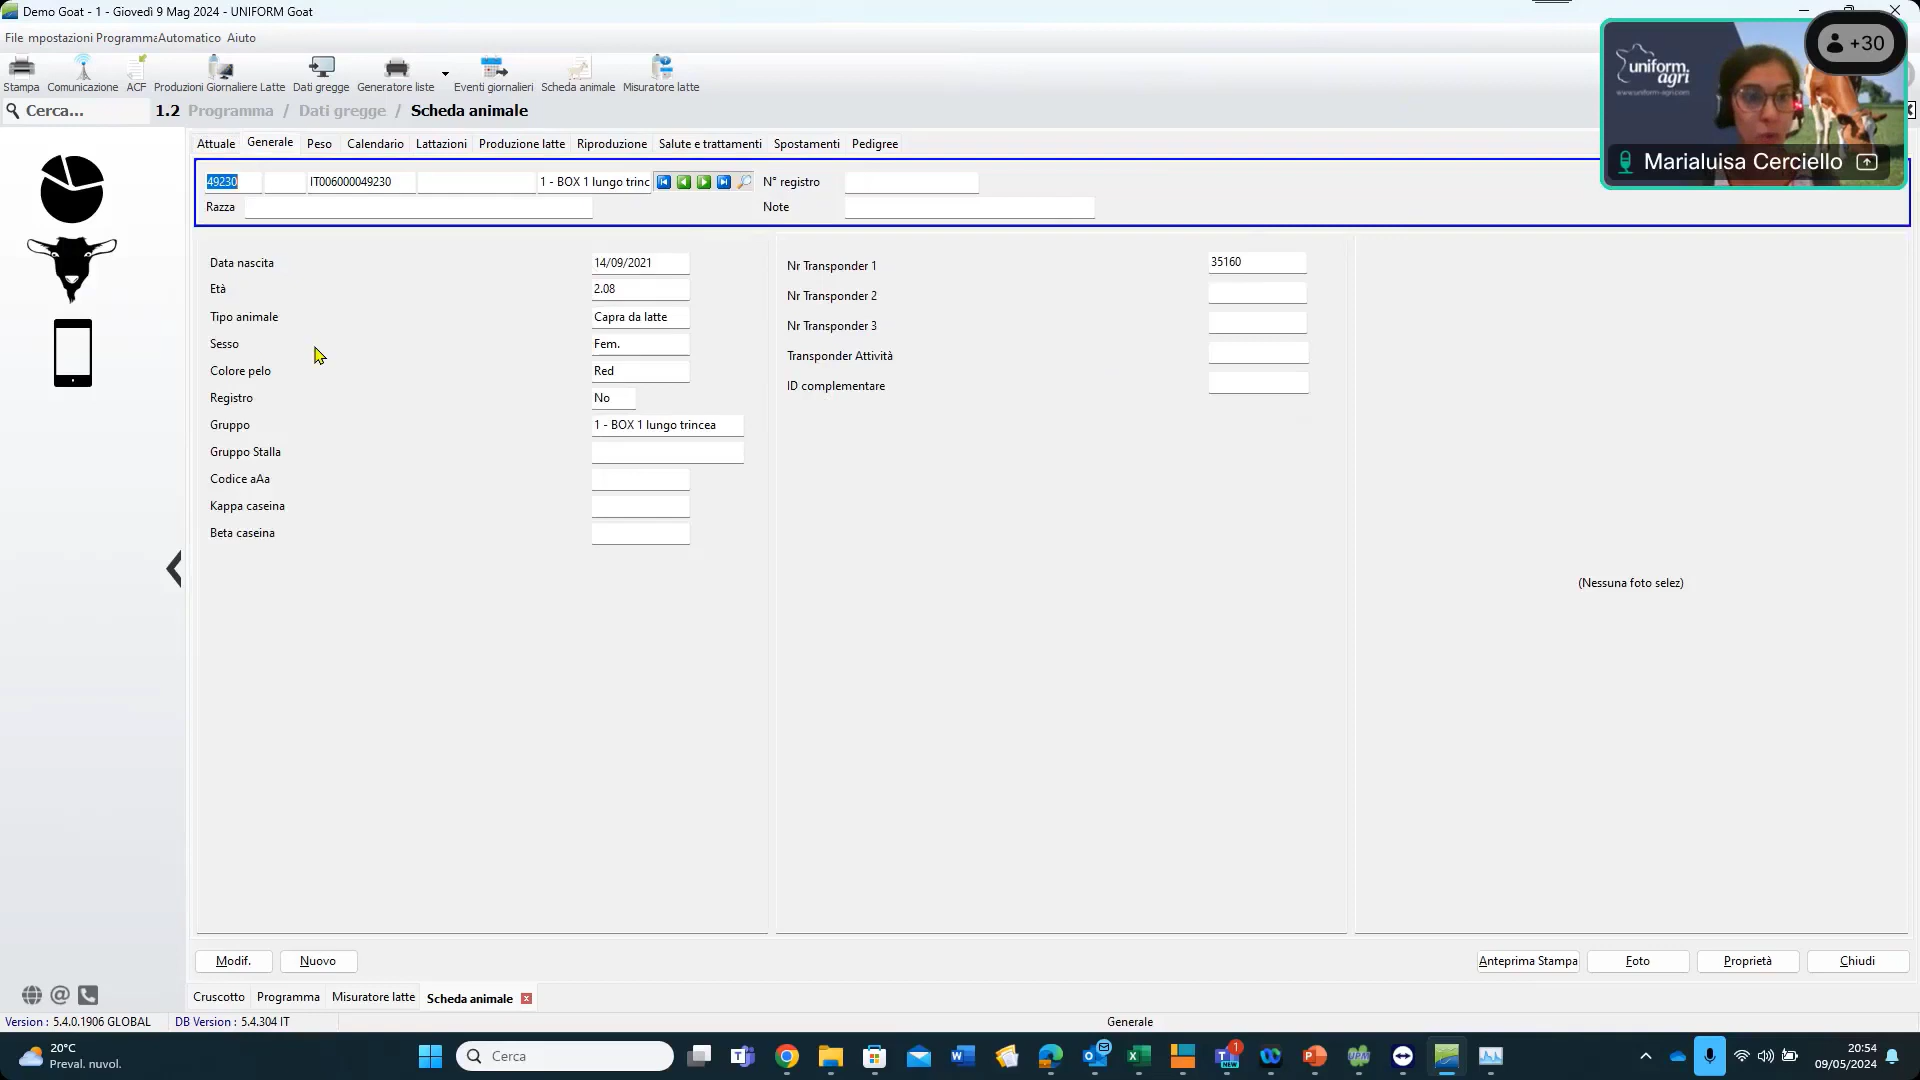 Demo Goat - 1 - Giovedì 9 Mag 2024 - UNIFORM Goat
File mpostazioni ProgrammaAutomatico Aiuto
Stampa Comunicazione ACF Produzioni Giornaliere Latte Dati gregge Generatore liste Eventi giornalieri Scheda animale Misuratore latte
Cerca... 1.2 Programma / Dati gregge / Scheda animale
+30
uniform.
agri
www.uniform-agri.com
Marialuisa Cerciello
Attuale Generale Peso Calendario Lattazioni Produzione latte Riproduzione Salute e trattamenti Spostamenti Pedigree
49230 IT006000049230 1 - BOX 1 lungo trinc N° registro
Razza Note
Data nascita 14/09/2021
Età 2.08
Tipo animale Capra da latte
Sesso Fem.
Colore pelo Red
Registro No
Gruppo 1 - BOX 1 lungo trincea
Gruppo Stalla
Codice aAa
Kappa caseina
Beta caseina
Nr Transponder 1 35160
Nr Transponder 2
Nr Transponder 3
Transponder Attività
ID complementare
(Nessuna foto selez)
Modif. Nuovo Anteprima Stampa Foto Proprietà Chiudi
Cruscotto Programma Misuratore latte Scheda animale
Version : 5.4.0.1906 GLOBAL DB Version : 5.4.304 IT Generale
20°C
Preval. nuvol.
Cerca
20:54
09/05/2024